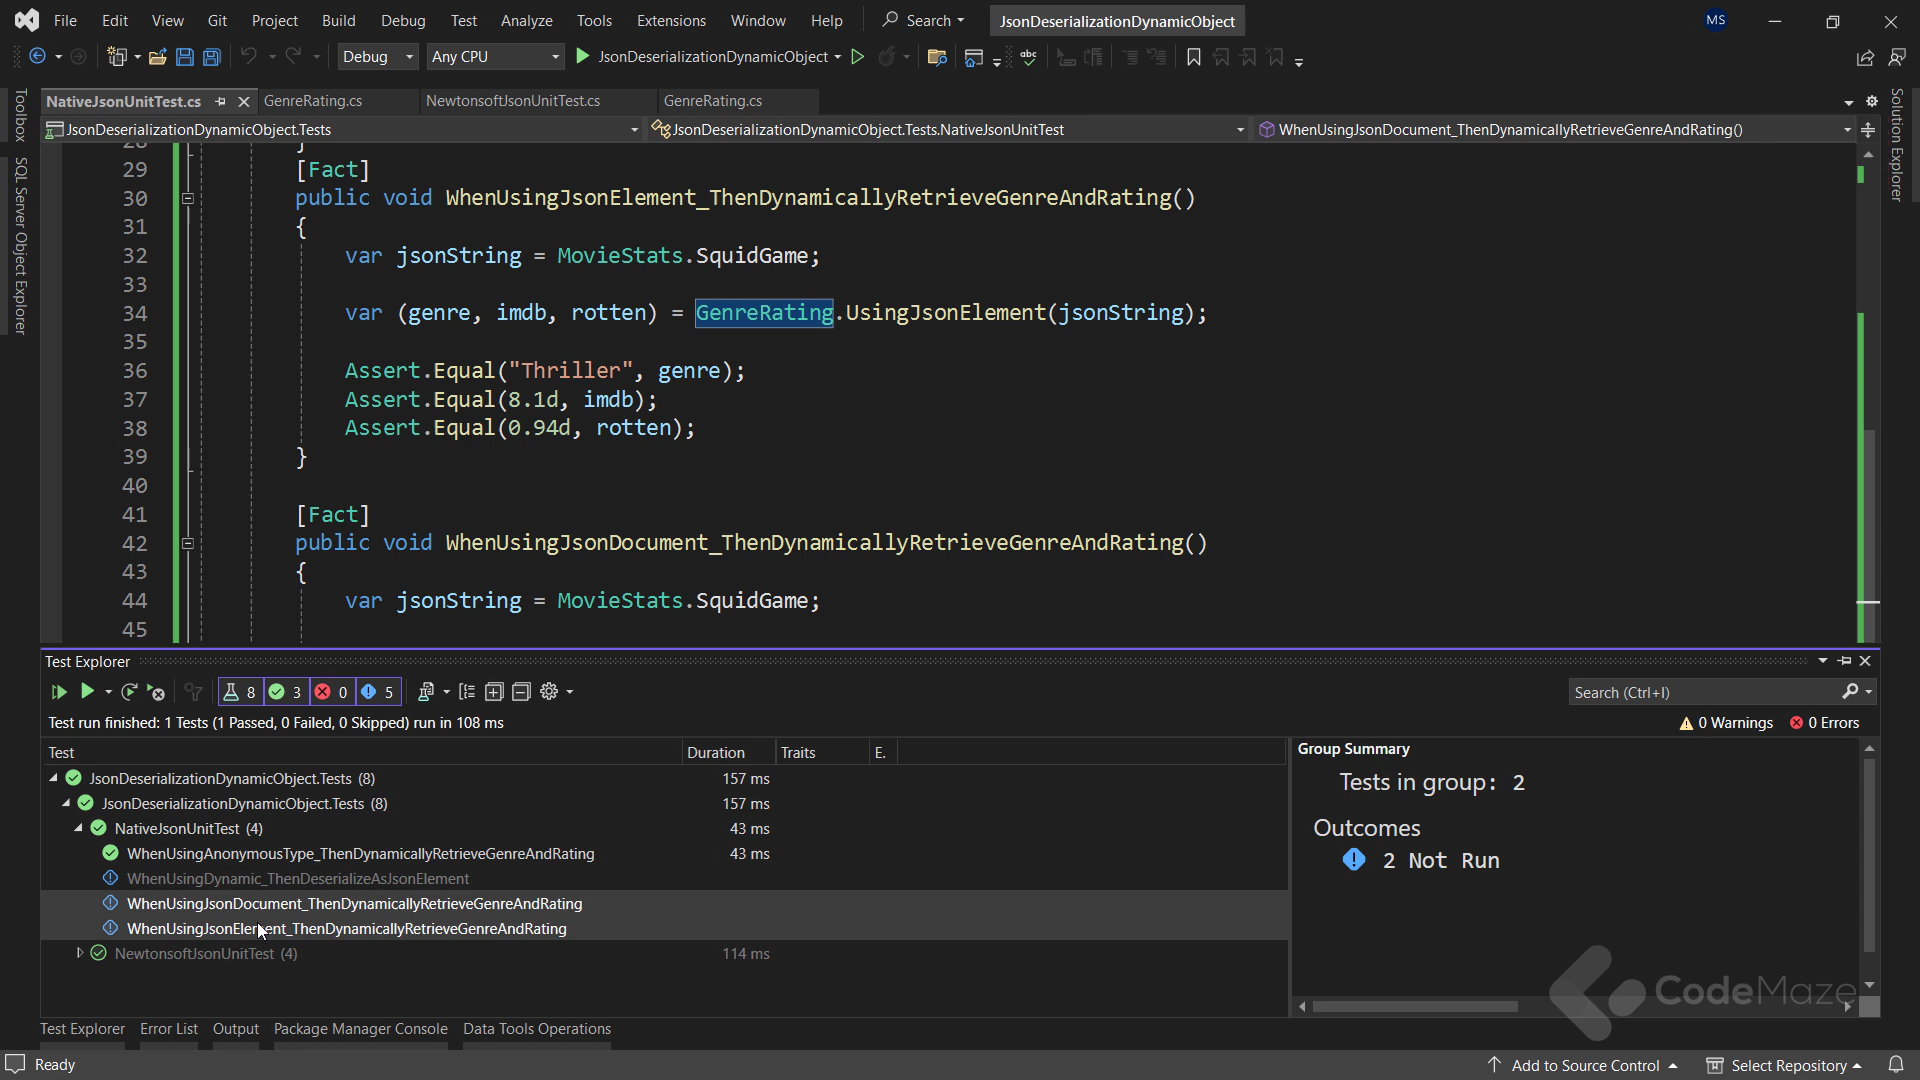 File Edit View Git Project Build Debug Test Analyze Tools Extensions Window Help Search JsonDeserializationDynamicObject MS
Debug Any CPU JsonDeserializationDynamicObject
Toolbox
SQL Server Object Explorer
Solution Explorer
NativeJsonUnitTest.cs GenreRating.cs NewtonsoftJsonUnitTest.cs GenreRating.cs
JsonDeserializationDynamicObject.Tests JsonDeserializationDynamicObject.Tests.NativeJsonUnitTest WhenUsingJsonDocument_ThenDynamicallyRetrieveGenreAndRating()
28 }
29 [Fact]
30 public void WhenUsingJsonElement_ThenDynamicallyRetrieveGenreAndRating()
31 {
32 var jsonString = MovieStats.SquidGame;
33
34 var (genre, imdb, rotten) = GenreRating.UsingJsonElement(jsonString);
35
36 Assert.Equal("Thriller", genre);
37 Assert.Equal(8.1d, imdb);
38 Assert.Equal(0.94d, rotten);
39 }
40
41 [Fact]
42 public void WhenUsingJsonDocument_ThenDynamicallyRetrieveGenreAndRating()
43 {
44 var jsonString = MovieStats.SquidGame;
45
Test Explorer
8 3 0 5 Search (Ctrl+I)
Test run finished: 1 Tests (1 Passed, 0 Failed, 0 Skipped) run in 108 ms 0 Warnings 0 Errors
Test Duration Traits E.
JsonDeserializationDynamicObject.Tests (8) 157 ms
JsonDeserializationDynamicObject.Tests (8) 157 ms
NativeJsonUnitTest (4) 43 ms
WhenUsingAnonymousType_ThenDynamicallyRetrieveGenreAndRating 43 ms
WhenUsingDynamic_ThenDeserializeAsJsonElement
WhenUsingJsonDocument_ThenDynamicallyRetrieveGenreAndRating
WhenUsingJsonElement_ThenDynamicallyRetrieveGenreAndRating
NewtonsoftJsonUnitTest (4) 114 ms
Group Summary
Tests in group: 2
Outcomes
2 Not Run
CodeMaze
Test Explorer Error List Output Package Manager Console Data Tools Operations
Ready Add to Source Control Select Repository